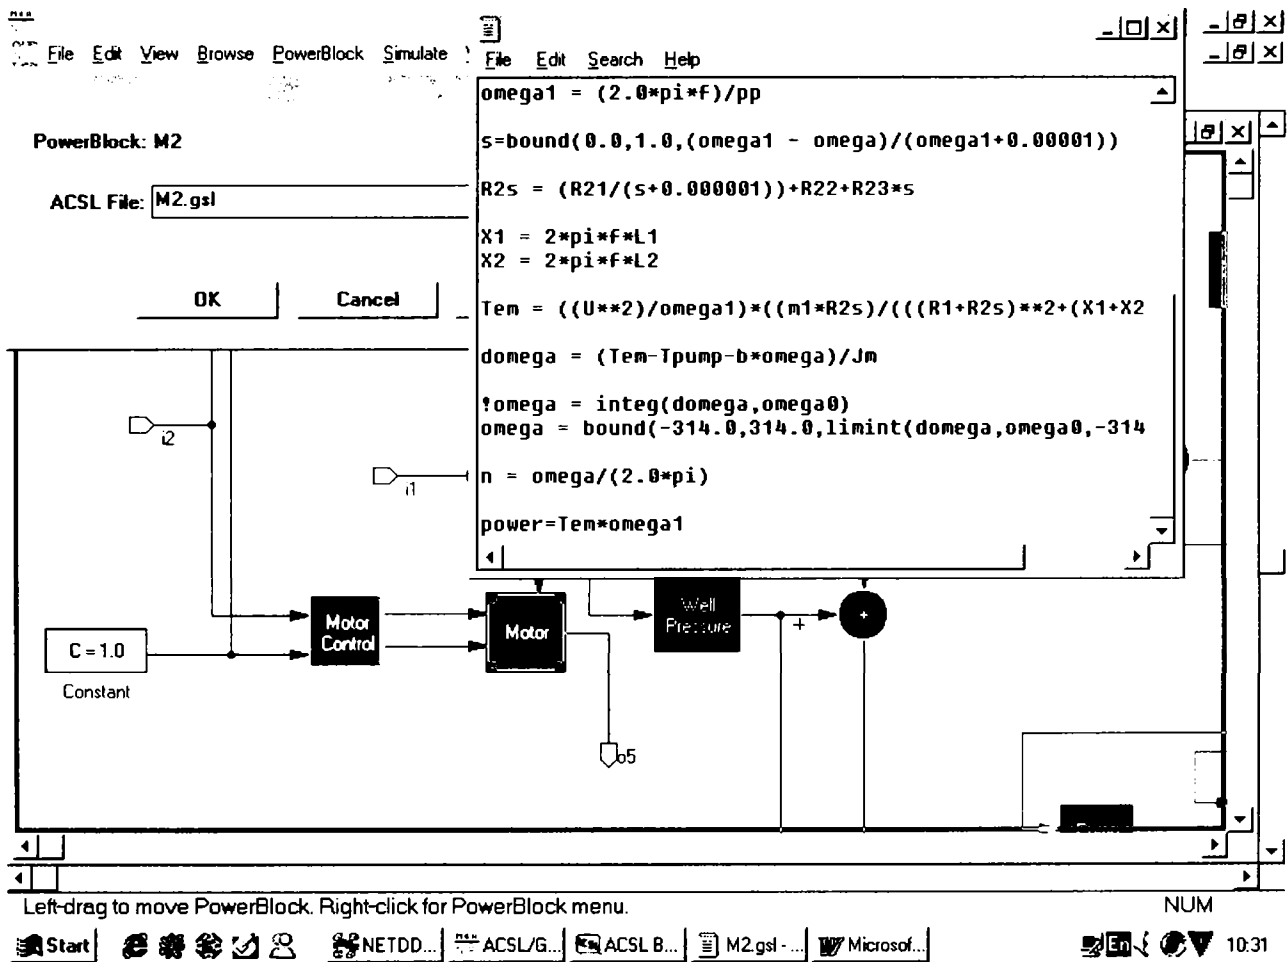 File Edit View Browse PowerBlock Simulate
PowerBlock: M2
ACSL File: M2.gsl
OK Cancel
File Edit Search Help
omega1 = (2.0*pi*f)/pp
s=bound(0.0,1.0,(omega1 - omega)/(omega1+0.00001))
R2s = (R21/(s+0.000001))+R22+R23*s
X1 = 2*pi*f*L1
X2 = 2*pi*f*L2
Tem = ((U**2)/omega1)*((m1*R2s)/(((R1+R2s)**2+(X1+X2
domega = (Tem-Tpump-b*omega)/Jm
!omega = integ(domega,omega0)
omega = bound(-314.0,314.0,limint(domega,omega0,-314
n = omega/(2.0*pi)
power=Tem*omega1
i2
i1
C = 1.0
Constant
Motor
Control
Motor
Well
Pressure
+
+
o5
Left-drag to move PowerBlock. Right-click for PowerBlock menu. NUM
Start NETDD... ACSL/G... ACSL B... M2.gsl - ... Microsof... En 10:31